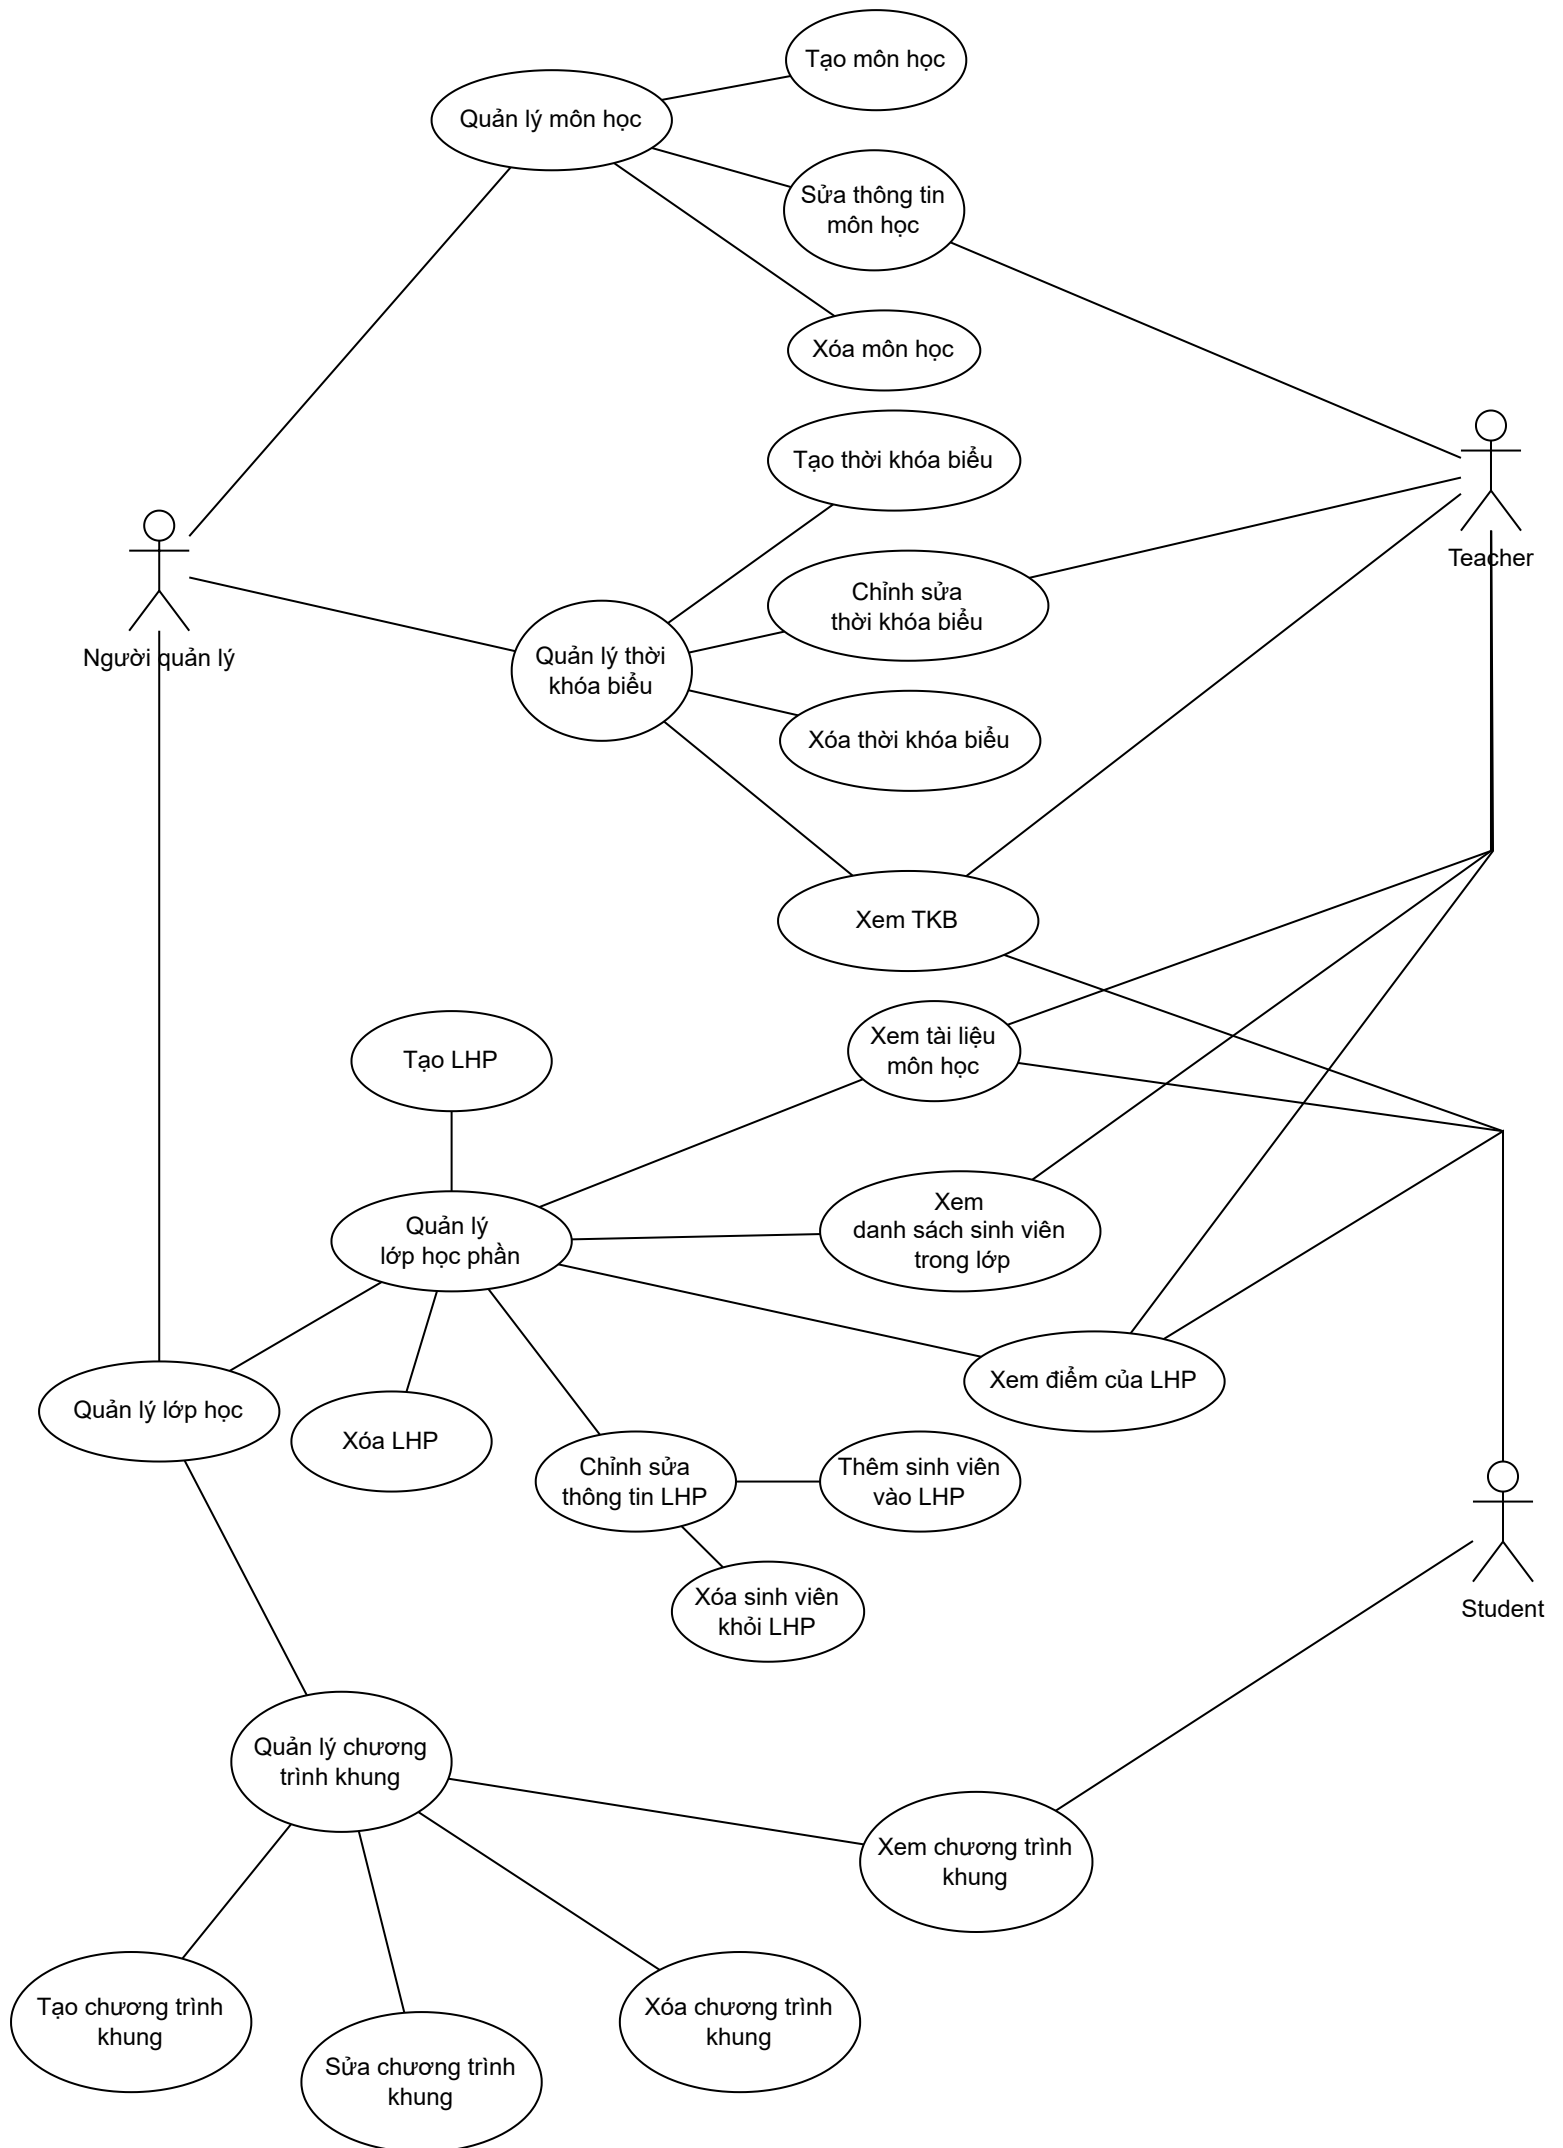 Tạo môn học
Quản lý môn học
Sửa thông tin
môn học
Xóa môn học
Tạo thời khóa biểu
Teacher
Chỉnh sửa
thời khóa biểu
Người quản lý
Quản lý thời
khóa biểu
Xóa thời khóa biểu
Xem TKB
Xem tài liệu
môn học
Tạo LHP
Quản lý
lớp học phần
Xem
danh sách sinh viên
trong lớp
Xem điểm của LHP
Quản lý lớp học
Xóa LHP
Chỉnh sửa
thông tin LHP
Thêm sinh viên
vào LHP
Xóa sinh viên
khỏi LHP
Student
Quản lý chương
trình khung
Xem chương trình
khung
Tạo chương trình
khung
Sửa chương trình
khung
Xóa chương trình
khung